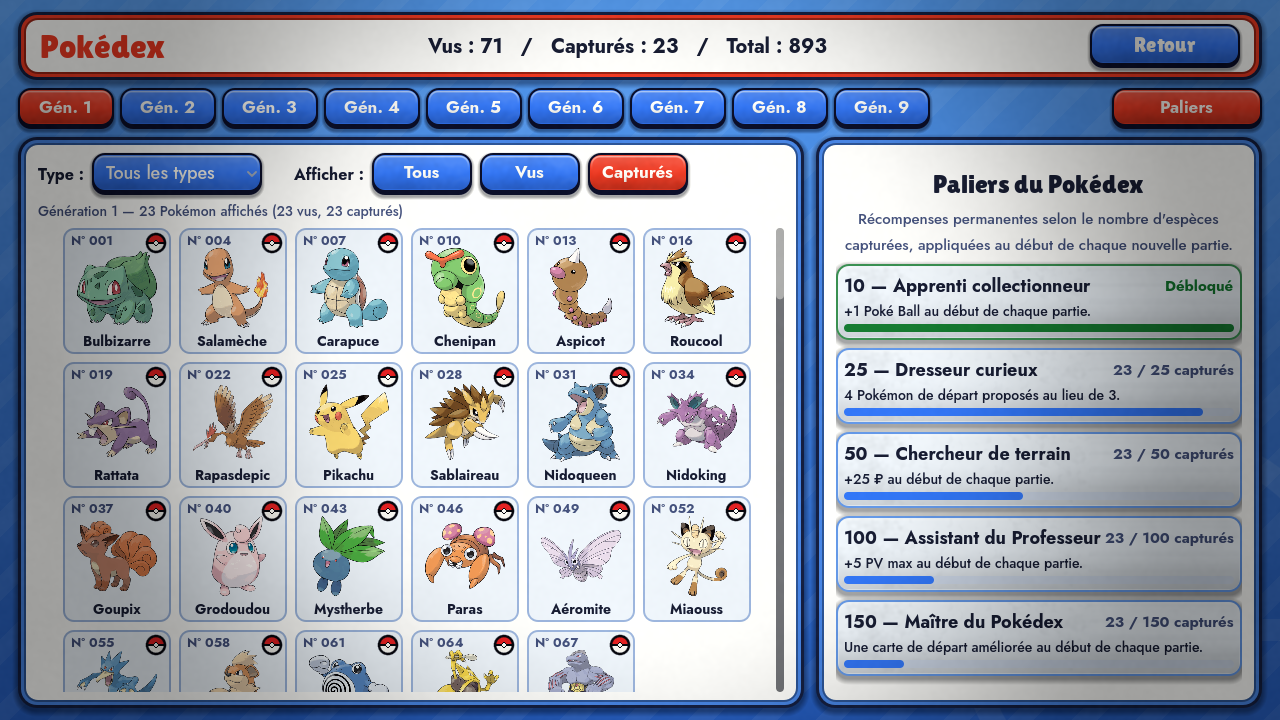 Pokédex
Vus : 71 / Capturés : 23 / Total : 893
Retour
Gén. 1
Gén. 2
Gén. 3
Gén. 4
Gén. 5
Gén. 6
Gén. 7
Gén. 8
Gén. 9
Paliers
Type :
Tous les types
Afficher :
Tous
Vus
Capturés
Génération 1 — 23 Pokémon affichés (23 vus, 23 capturés)
N° 001
Bulbizarre
N° 004
Salamèche
N° 007
Carapuce
N° 010
Chenipan
N° 013
Aspicot
N° 016
Roucool
N° 019
Rattata
N° 022
Rapasdepic
N° 025
Pikachu
N° 028
Sablaireau
N° 031
Nidoqueen
N° 034
Nidoking
N° 037
Goupix
N° 040
Grodoudou
N° 043
Mystherbe
N° 046
Paras
N° 049
Aéromite
N° 052
Miaouss
N° 055
N° 058
N° 061
N° 064
N° 067
Paliers du Pokédex
Récompenses permanentes selon le nombre d'espèces
capturées, appliquées au début de chaque nouvelle partie.
10 — Apprenti collectionneur
Débloqué
+1 Poké Ball au début de chaque partie.
25 — Dresseur curieux
23 / 25 capturés
4 Pokémon de départ proposés au lieu de 3.
50 — Chercheur de terrain
23 / 50 capturés
+25 ₽ au début de chaque partie.
100 — Assistant du Professeur
23 / 100 capturés
+5 PV max au début de chaque partie.
150 — Maître du Pokédex
23 / 150 capturés
Une carte de départ améliorée au début de chaque partie.